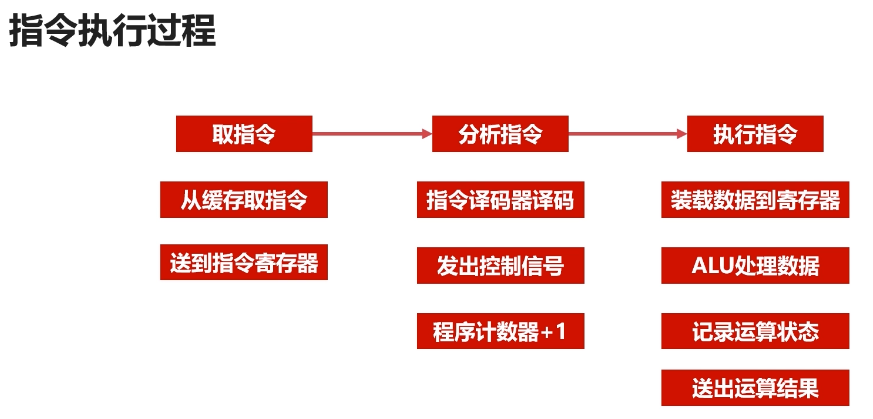 指令执行过程
取指令
分析指令
执行指令
从缓存取指令
指令译码器译码
装载数据到寄存器
送到指令寄存器
发出控制信号
ALU处理数据
程序计数器+1
记录运算状态
送出运算结果